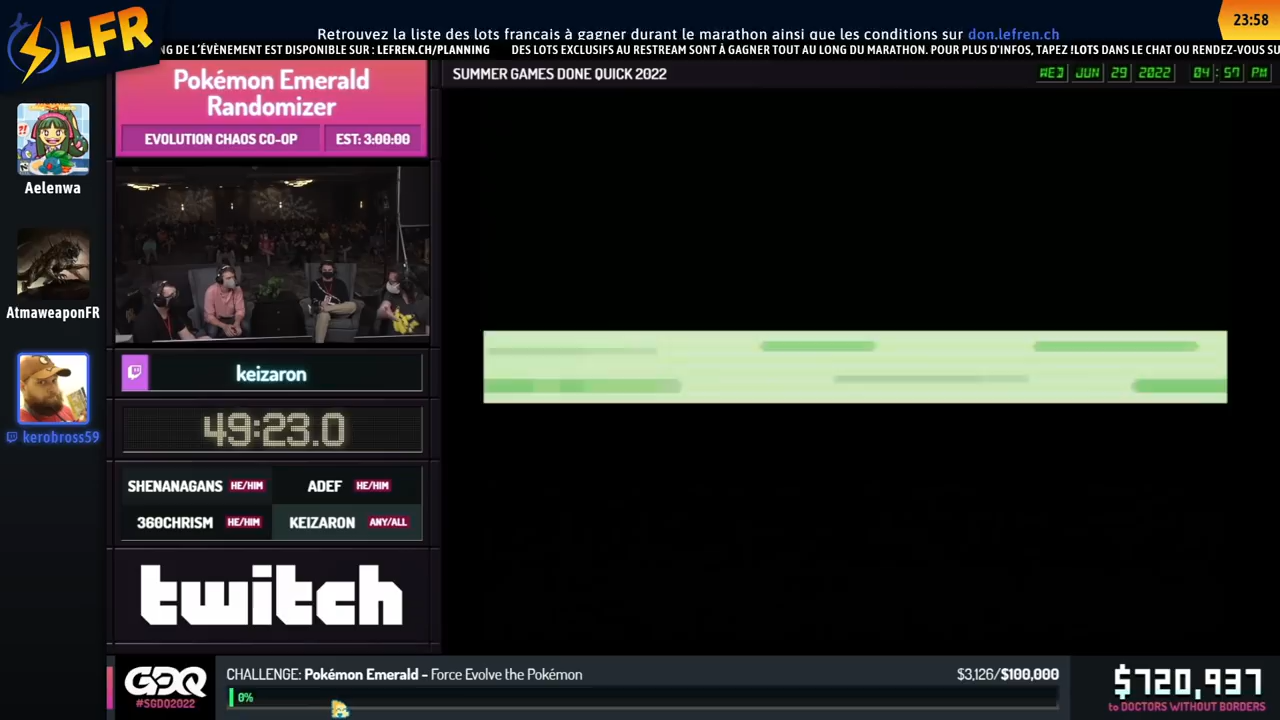 LFR
Retrouvez la liste des lots francais à gagner durant le marathon ainsi que les conditions sur don.lefren.ch
23:58
NG DE L'ÉVÈNEMENT EST DISPONIBLE SUR : LEFREN.CH/PLANNING DES LOTS EXCLUSIFS AU RESTREAM SONT À GAGNER TOUT AU LONG DU MARATHON. POUR PLUS D'INFOS, TAPEZ !LOTS DANS LE CHAT OU RENDEZ-VOUS SU
Pokémon Emerald
Randomizer
EVOLUTION CHAOS CO-OP EST: 3:00:00
SUMMER GAMES DONE QUICK 2022
WED JUN 29 2022 04:57 PM
Aelenwa
AtmaweaponFR
kerobross59
keizaron
49:23.0
SHENANAGANS HE/HIM ADEF HE/HIM
360CHRISM HE/HIM KEIZARON ANY/ALL
twitch
GDQ
#SGDQ2022
CHALLENGE: Pokémon Emerald - Force Evolve the Pokémon $3,126/$100,000
0%
$720,937
to DOCTORS WITHOUT BORDERS